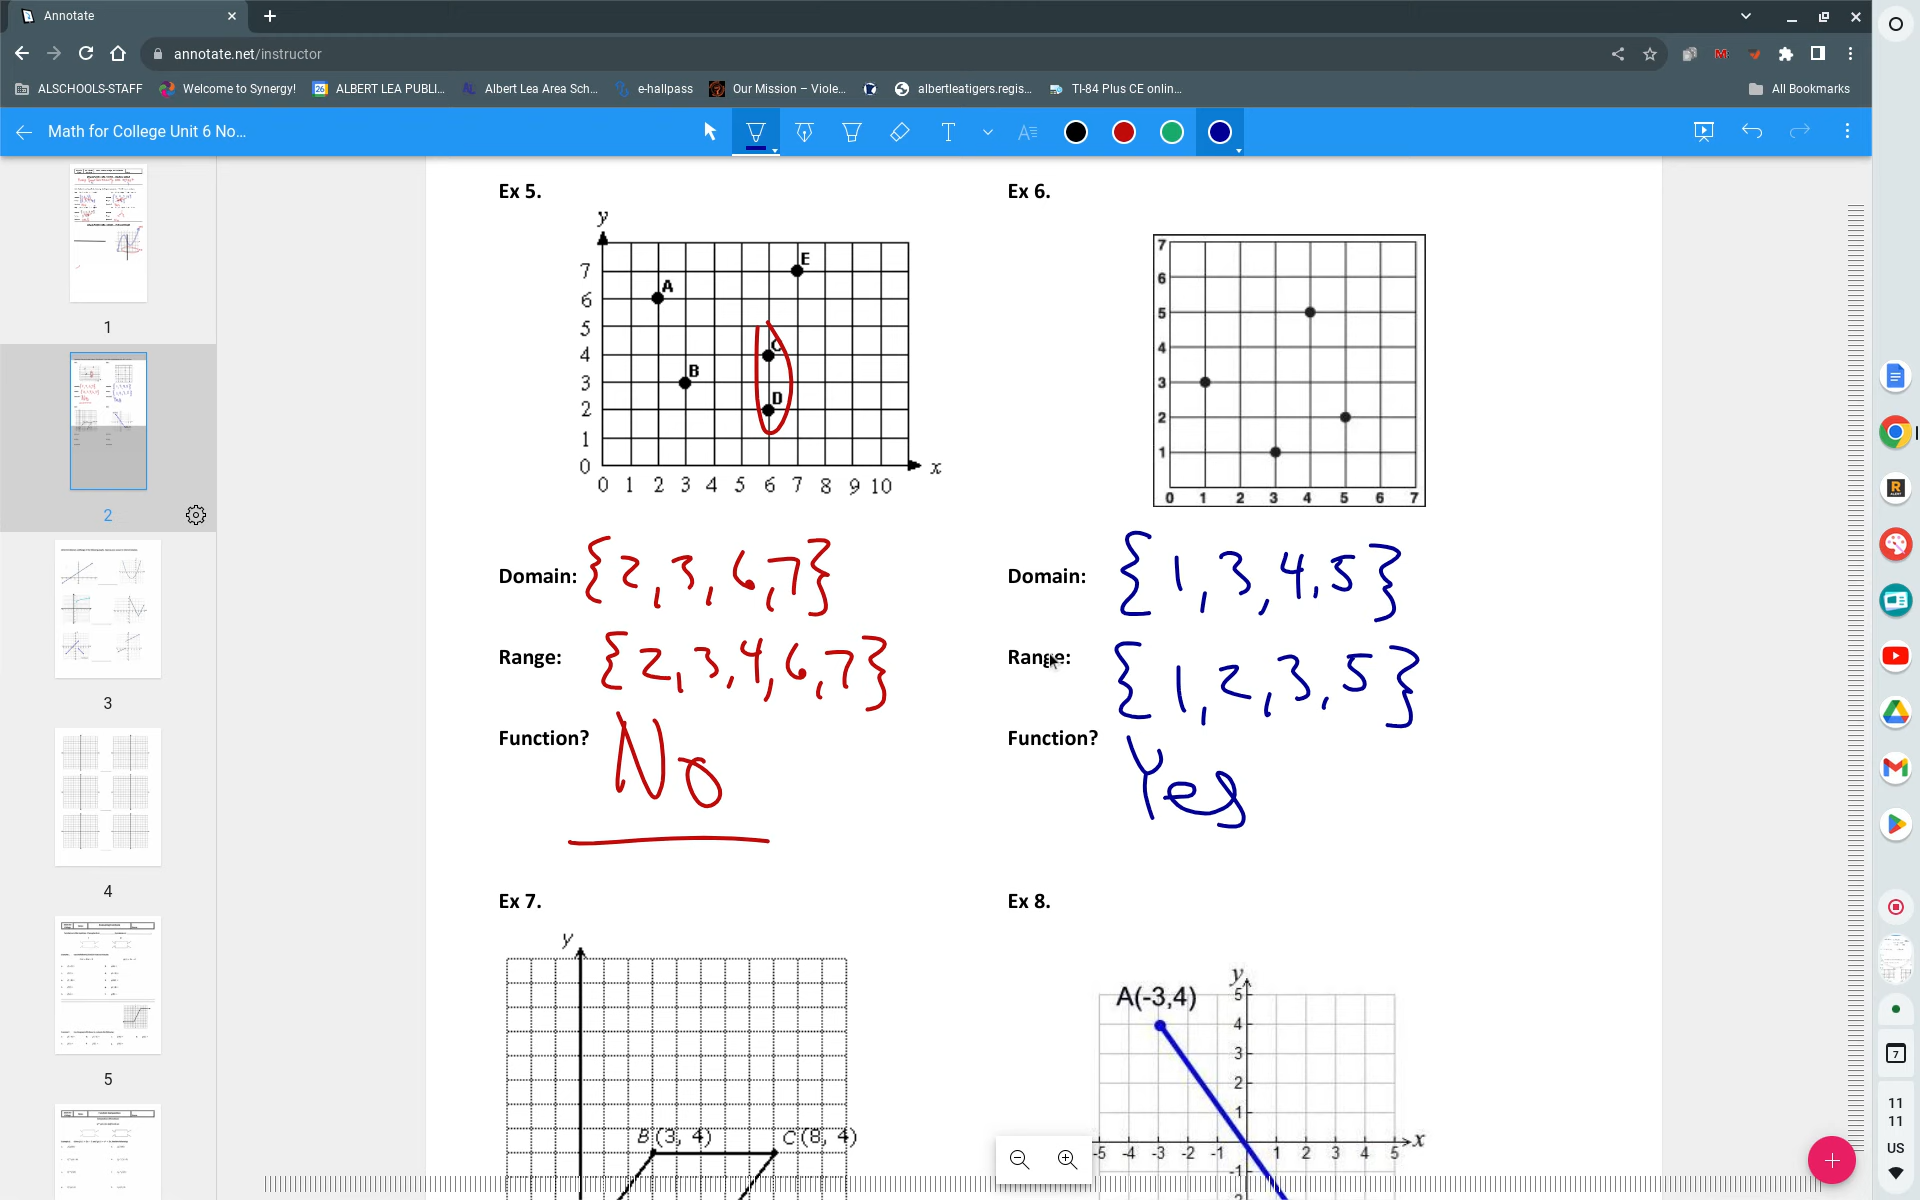 Annotate
annotate.net/instructor
ALSCHOOLS-STAFF Welcome to Synergy! ALBERT LEA PUBLI... Albert Lea Area Sch... e-hallpass Our Mission – Viole... albertleatigers.regis... TI-84 Plus CE onlin... All Bookmarks
Math for College Unit 6 No...
1
2
3
4
5
Ex 5.
y
7
6
5
4
3
2
1
0
0 1 2 3 4 5 6 7 8 9 10
x
A
B
C
D
E
Domain: {2,3,6,7}
Range: {2,3,4,6,7}
Function? No
Ex 6.
7
6
5
4
3
2
1
0 1 2 3 4 5 6 7
Domain: {1,3,4,5}
Range: {1,2,3,5}
Function? Yes
Ex 7.
y
B(3, 4) C(8, 4)
Ex 8.
A(-3,4)
y
5
4
3
2
1
-5 -4 -3 -2 -1 1 2 3 4 5 x
-1
7
11
11
US